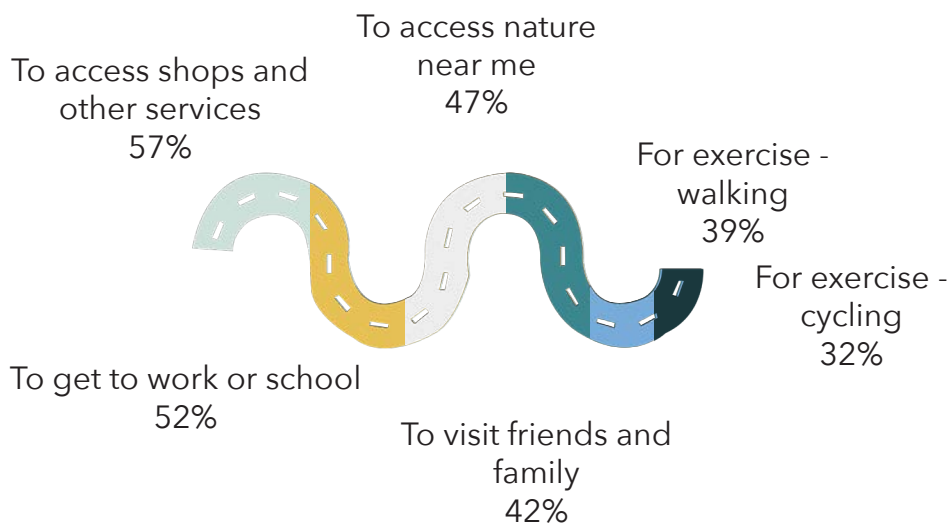 To access nature
near me
47%
To access shops and
other services
57%
For exercise -
walking
39%
For exercise -
cycling
32%
To get to work or school
52%
To visit friends and
family
42%